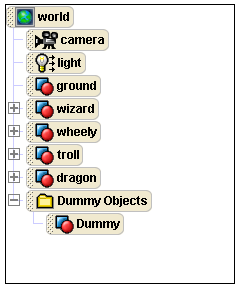 world
camera
light
ground
wizard
wheely
troll
dragon
Dummy Objects
Dummy